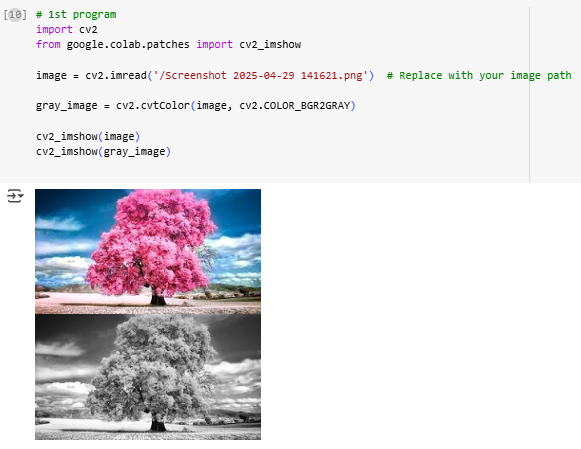 [10] # 1st program
import cv2
from google.colab.patches import cv2_imshow
image = cv2.imread('/Screenshot 2025-04-29 141621.png')  # Replace with your image path
gray_image = cv2.cvtColor(image, cv2.COLOR_BGR2GRAY)
cv2_imshow(image)
cv2_imshow(gray_image)